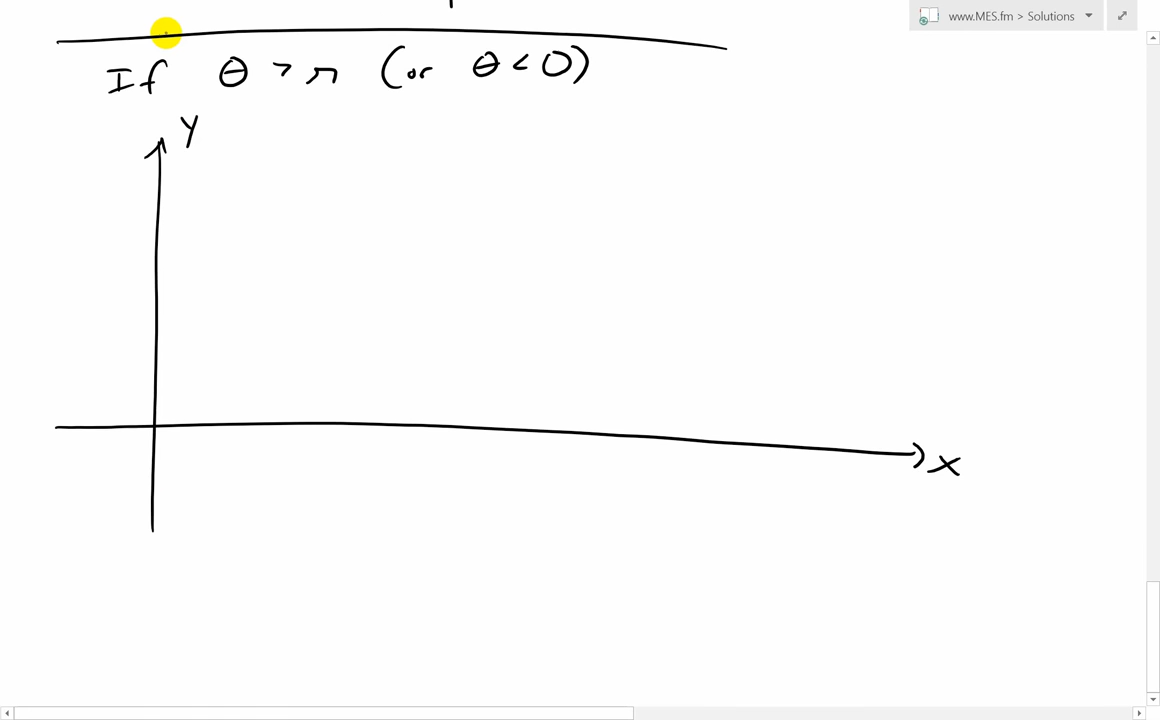 www.MES.fm > Solutions
If θ > π (or θ < 0)
Y
X